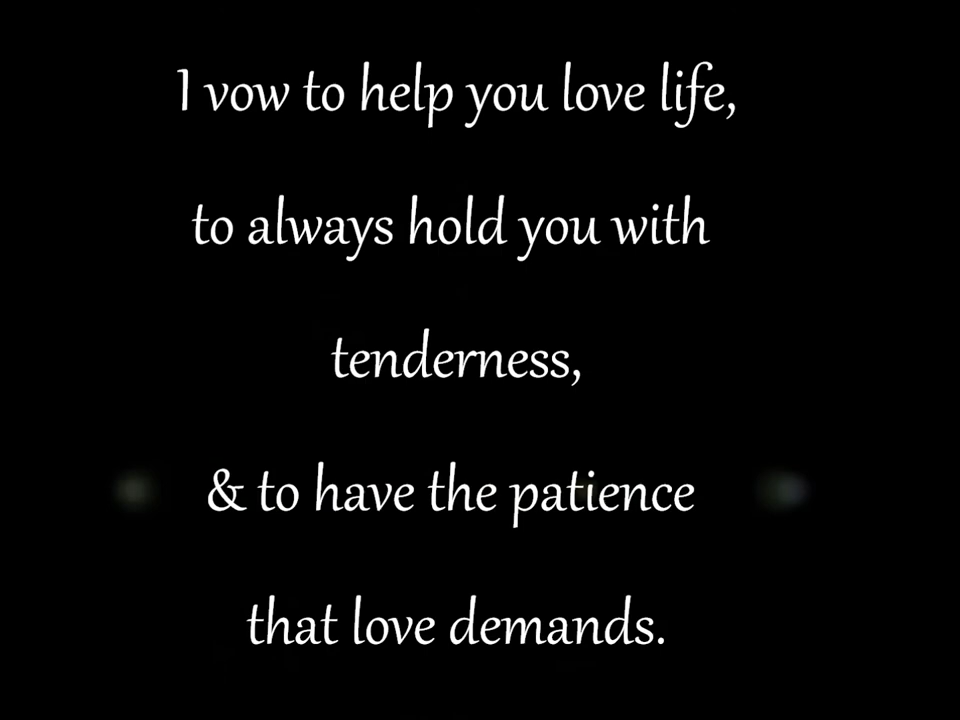 I vow to help you love life,
to always hold you with
tenderness,
& to have the patience
that love demands.